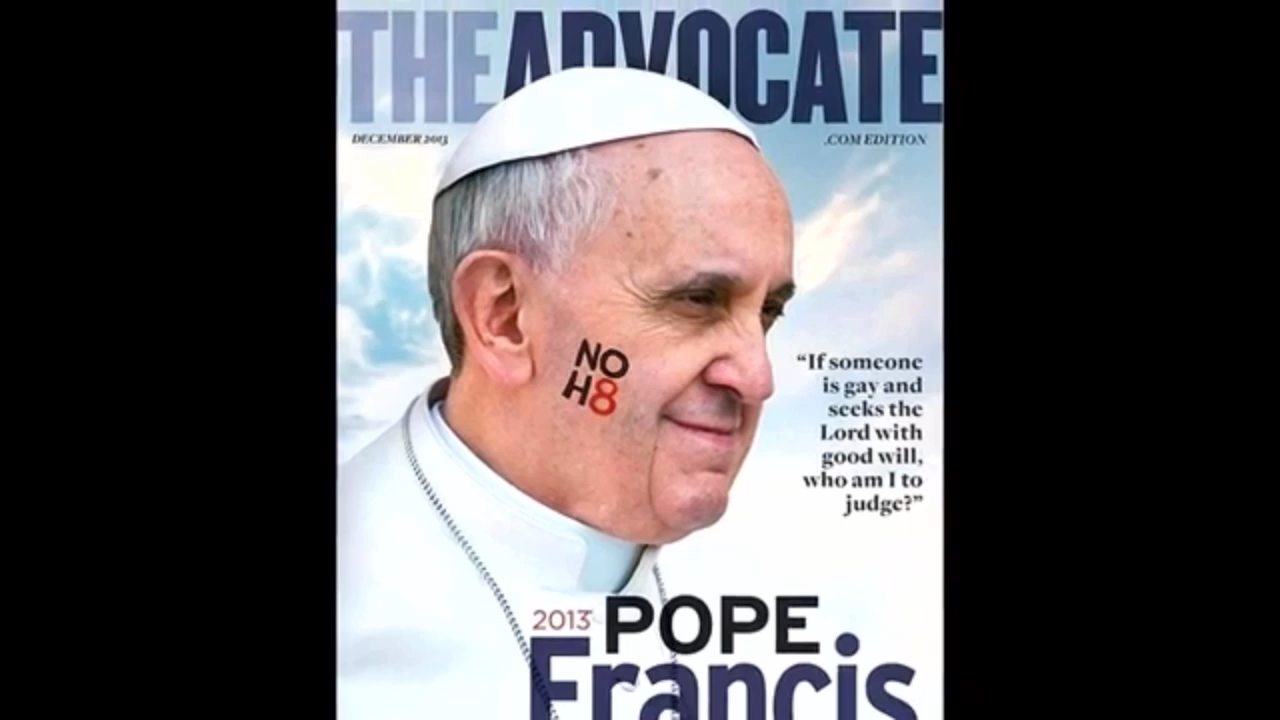 THE ADVOCATE
DECEMBER 2013
.COM EDITION
NO
H8
“If someone
is gay and
seeks the
Lord with
good will,
who am I to
judge?”
2013 POPE
Francis